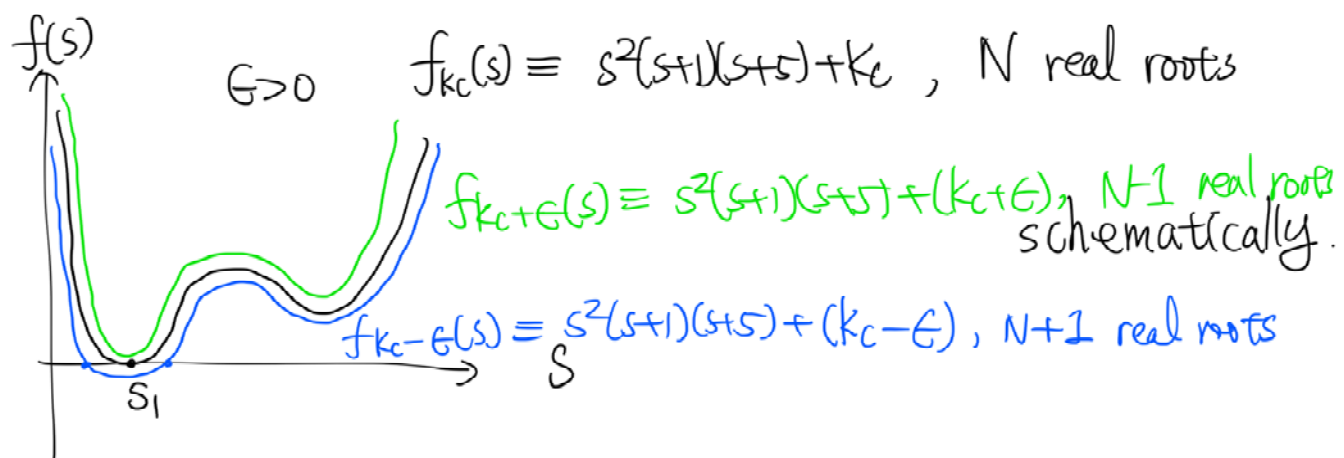 f(s)
ϵ>0
f_{kc}(s) ≡ s²(s+1)(s+5)+kc , N real roots
f_{kc+ϵ}(s) ≡ s²(s+1)(s+5)+(kc+ϵ), N-1 real roots
schematically.
f_{kc-ϵ}(s) ≡ s²(s+1)(s+5)+(kc-ϵ), N+1 real roots
S
S₁